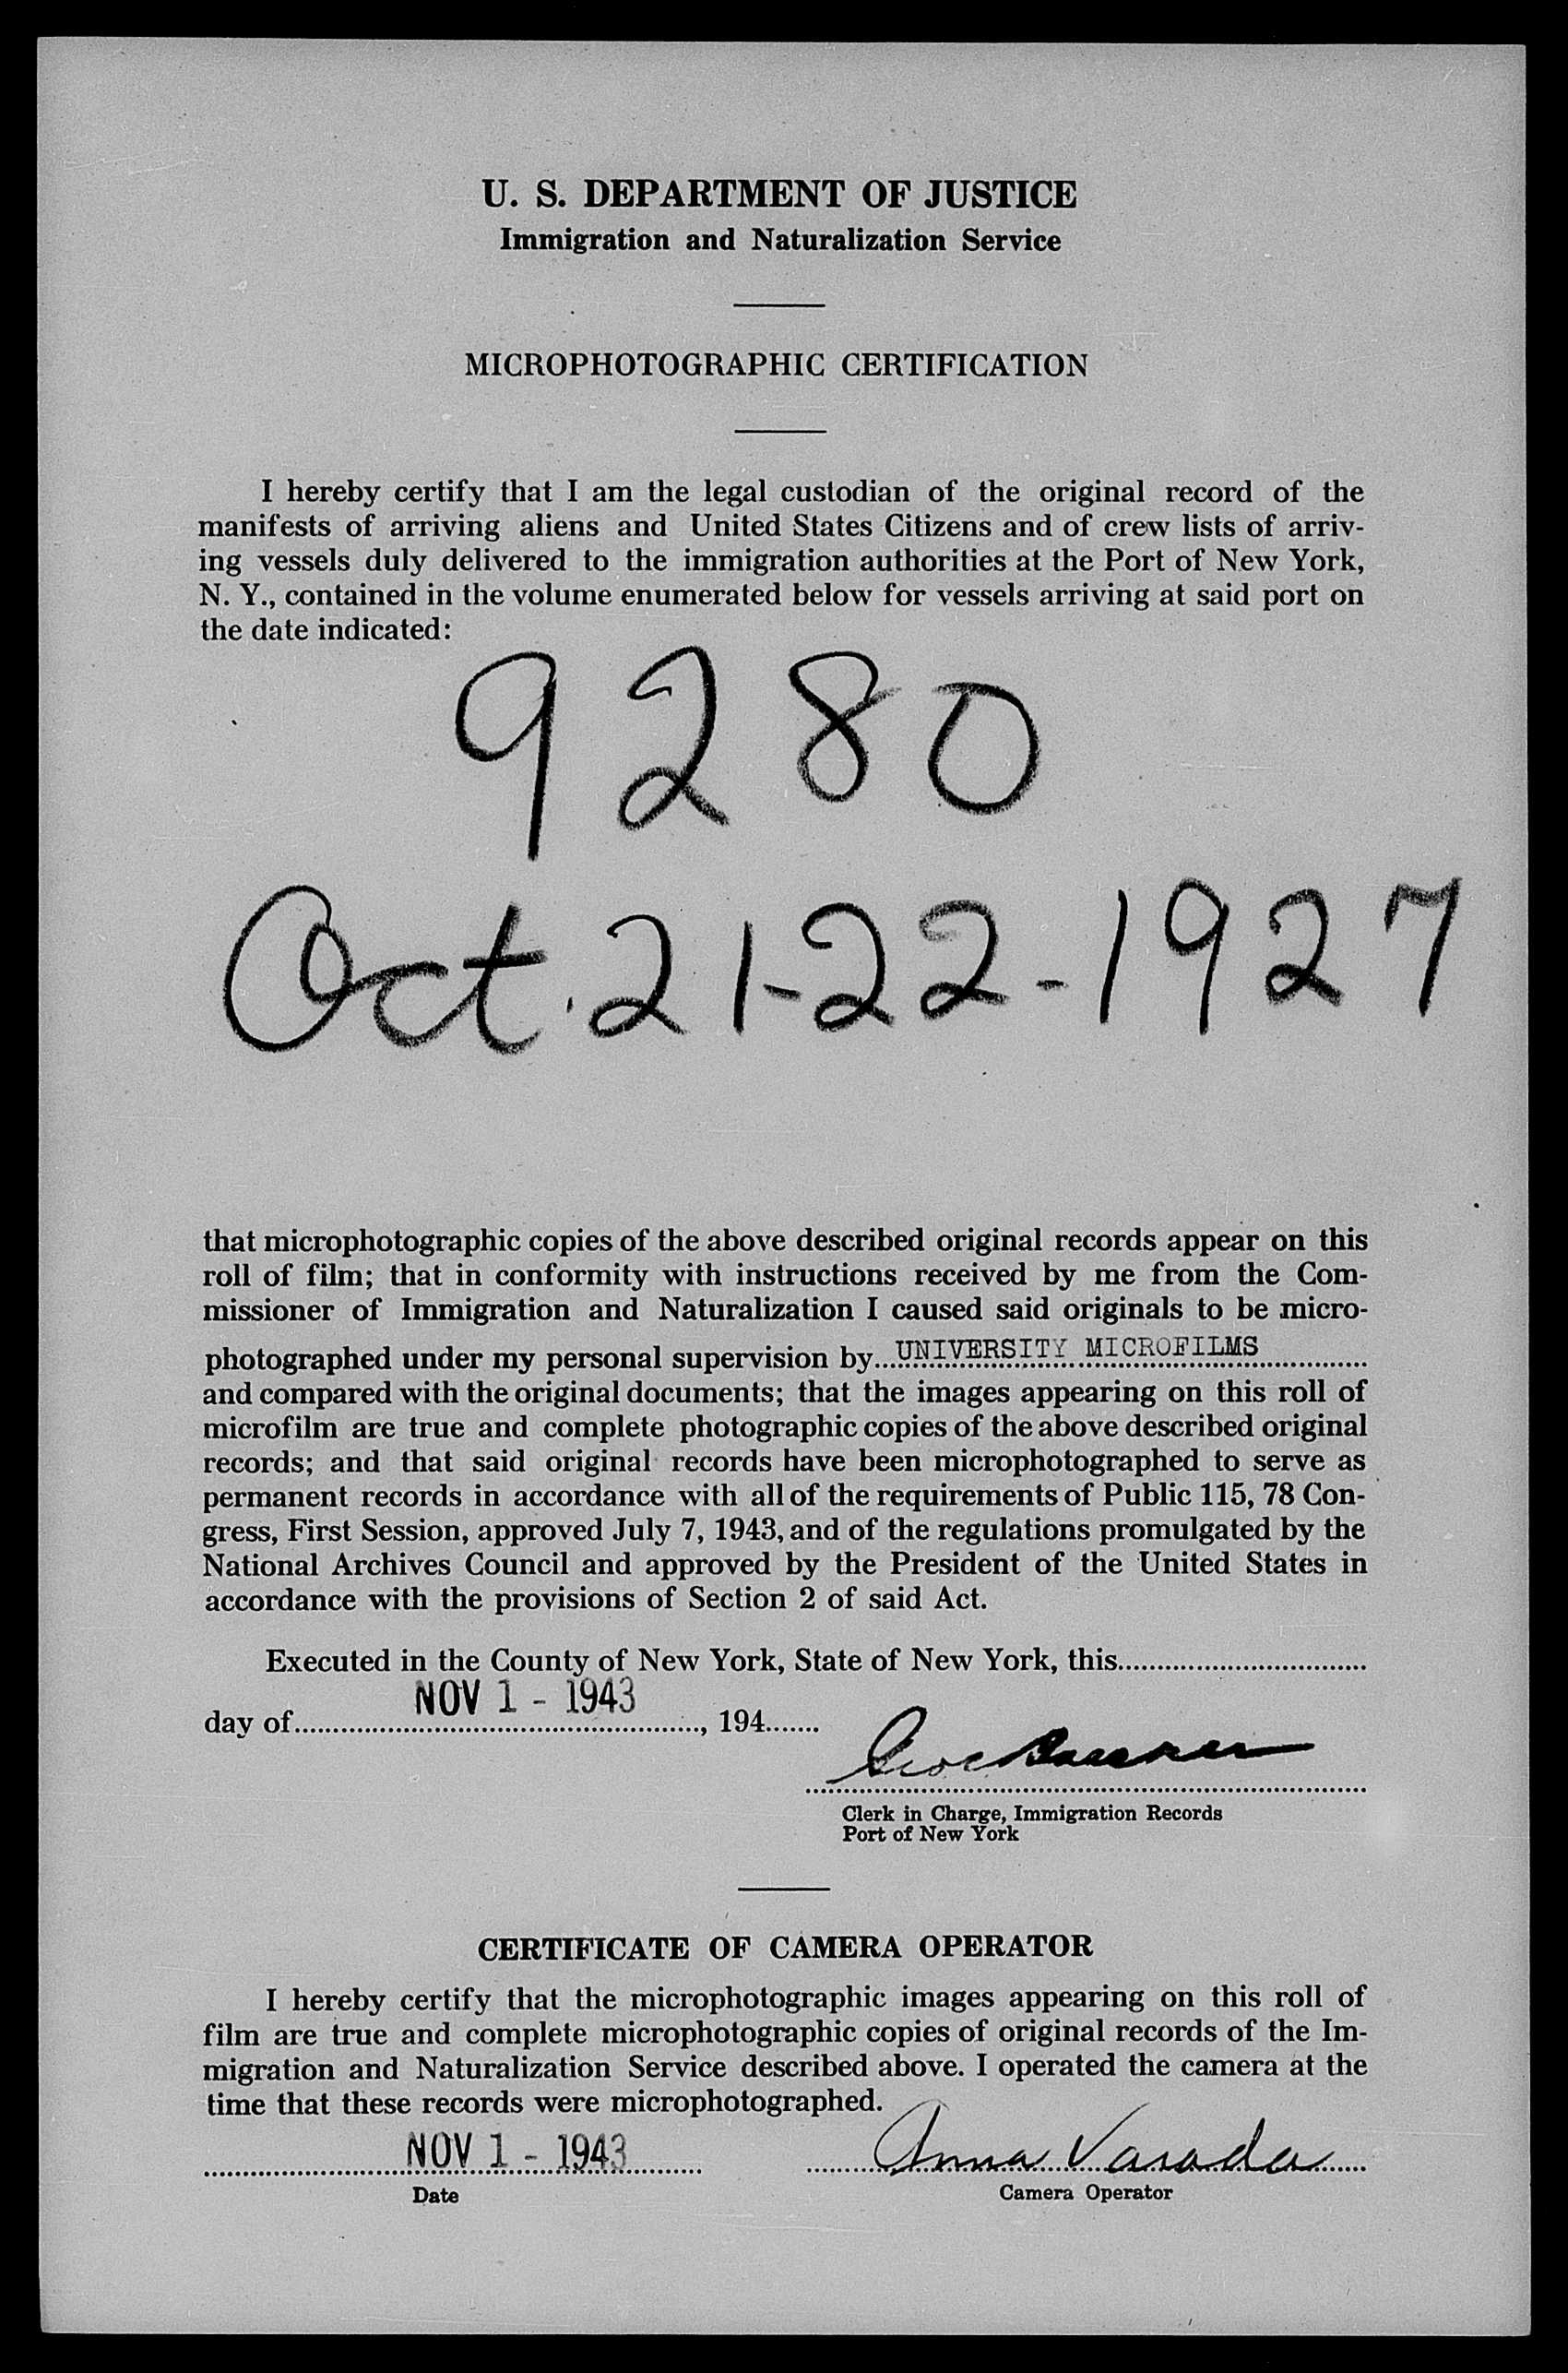 U. S. DEPARTMENT OF JUSTICE
Immigration and Naturalization Service
MICROPHOTOGRAPHIC CERTIFICATION
I hereby certify that I am the legal custodian of the original record of the
manifests of arriving aliens and United States Citizens and of crew lists of arriv-
ing vessels duly delivered to the immigration authorities at the Port of New York,
N. Y., contained in the volume enumerated below for vessels arriving at said port on
the date indicated:
9280
Oct. 21-22-1927
that microphotographic copies of the above described original records appear on this
roll of film; that in conformity with instructions received by me from the Com-
missioner of Immigration and Naturalization I caused said originals to be micro-
photographed under my personal supervision by UNIVERSITY MICROFILMS
and compared with the original documents; that the images appearing on this roll of
microfilm are true and complete photographic copies of the above described original
records; and that said original records have been microphotographed to serve as
permanent records in accordance with all of the requirements of Public 115, 78 Con-
gress, First Session, approved July 7, 1943, and of the regulations promulgated by the
National Archives Council and approved by the President of the United States in
accordance with the provisions of Section 2 of said Act.
Executed in the County of New York, State of New York, this
day of NOV 1 - 1943, 194
Clerk in Charge, Immigration Records
Port of New York
CERTIFICATE OF CAMERA OPERATOR
I hereby certify that the microphotographic images appearing on this roll of
film are true and complete microphotographic copies of original records of the Im-
migration and Naturalization Service described above. I operated the camera at the
time that these records were microphotographed.
NOV 1 - 1943 Anna Varada
Date Camera Operator